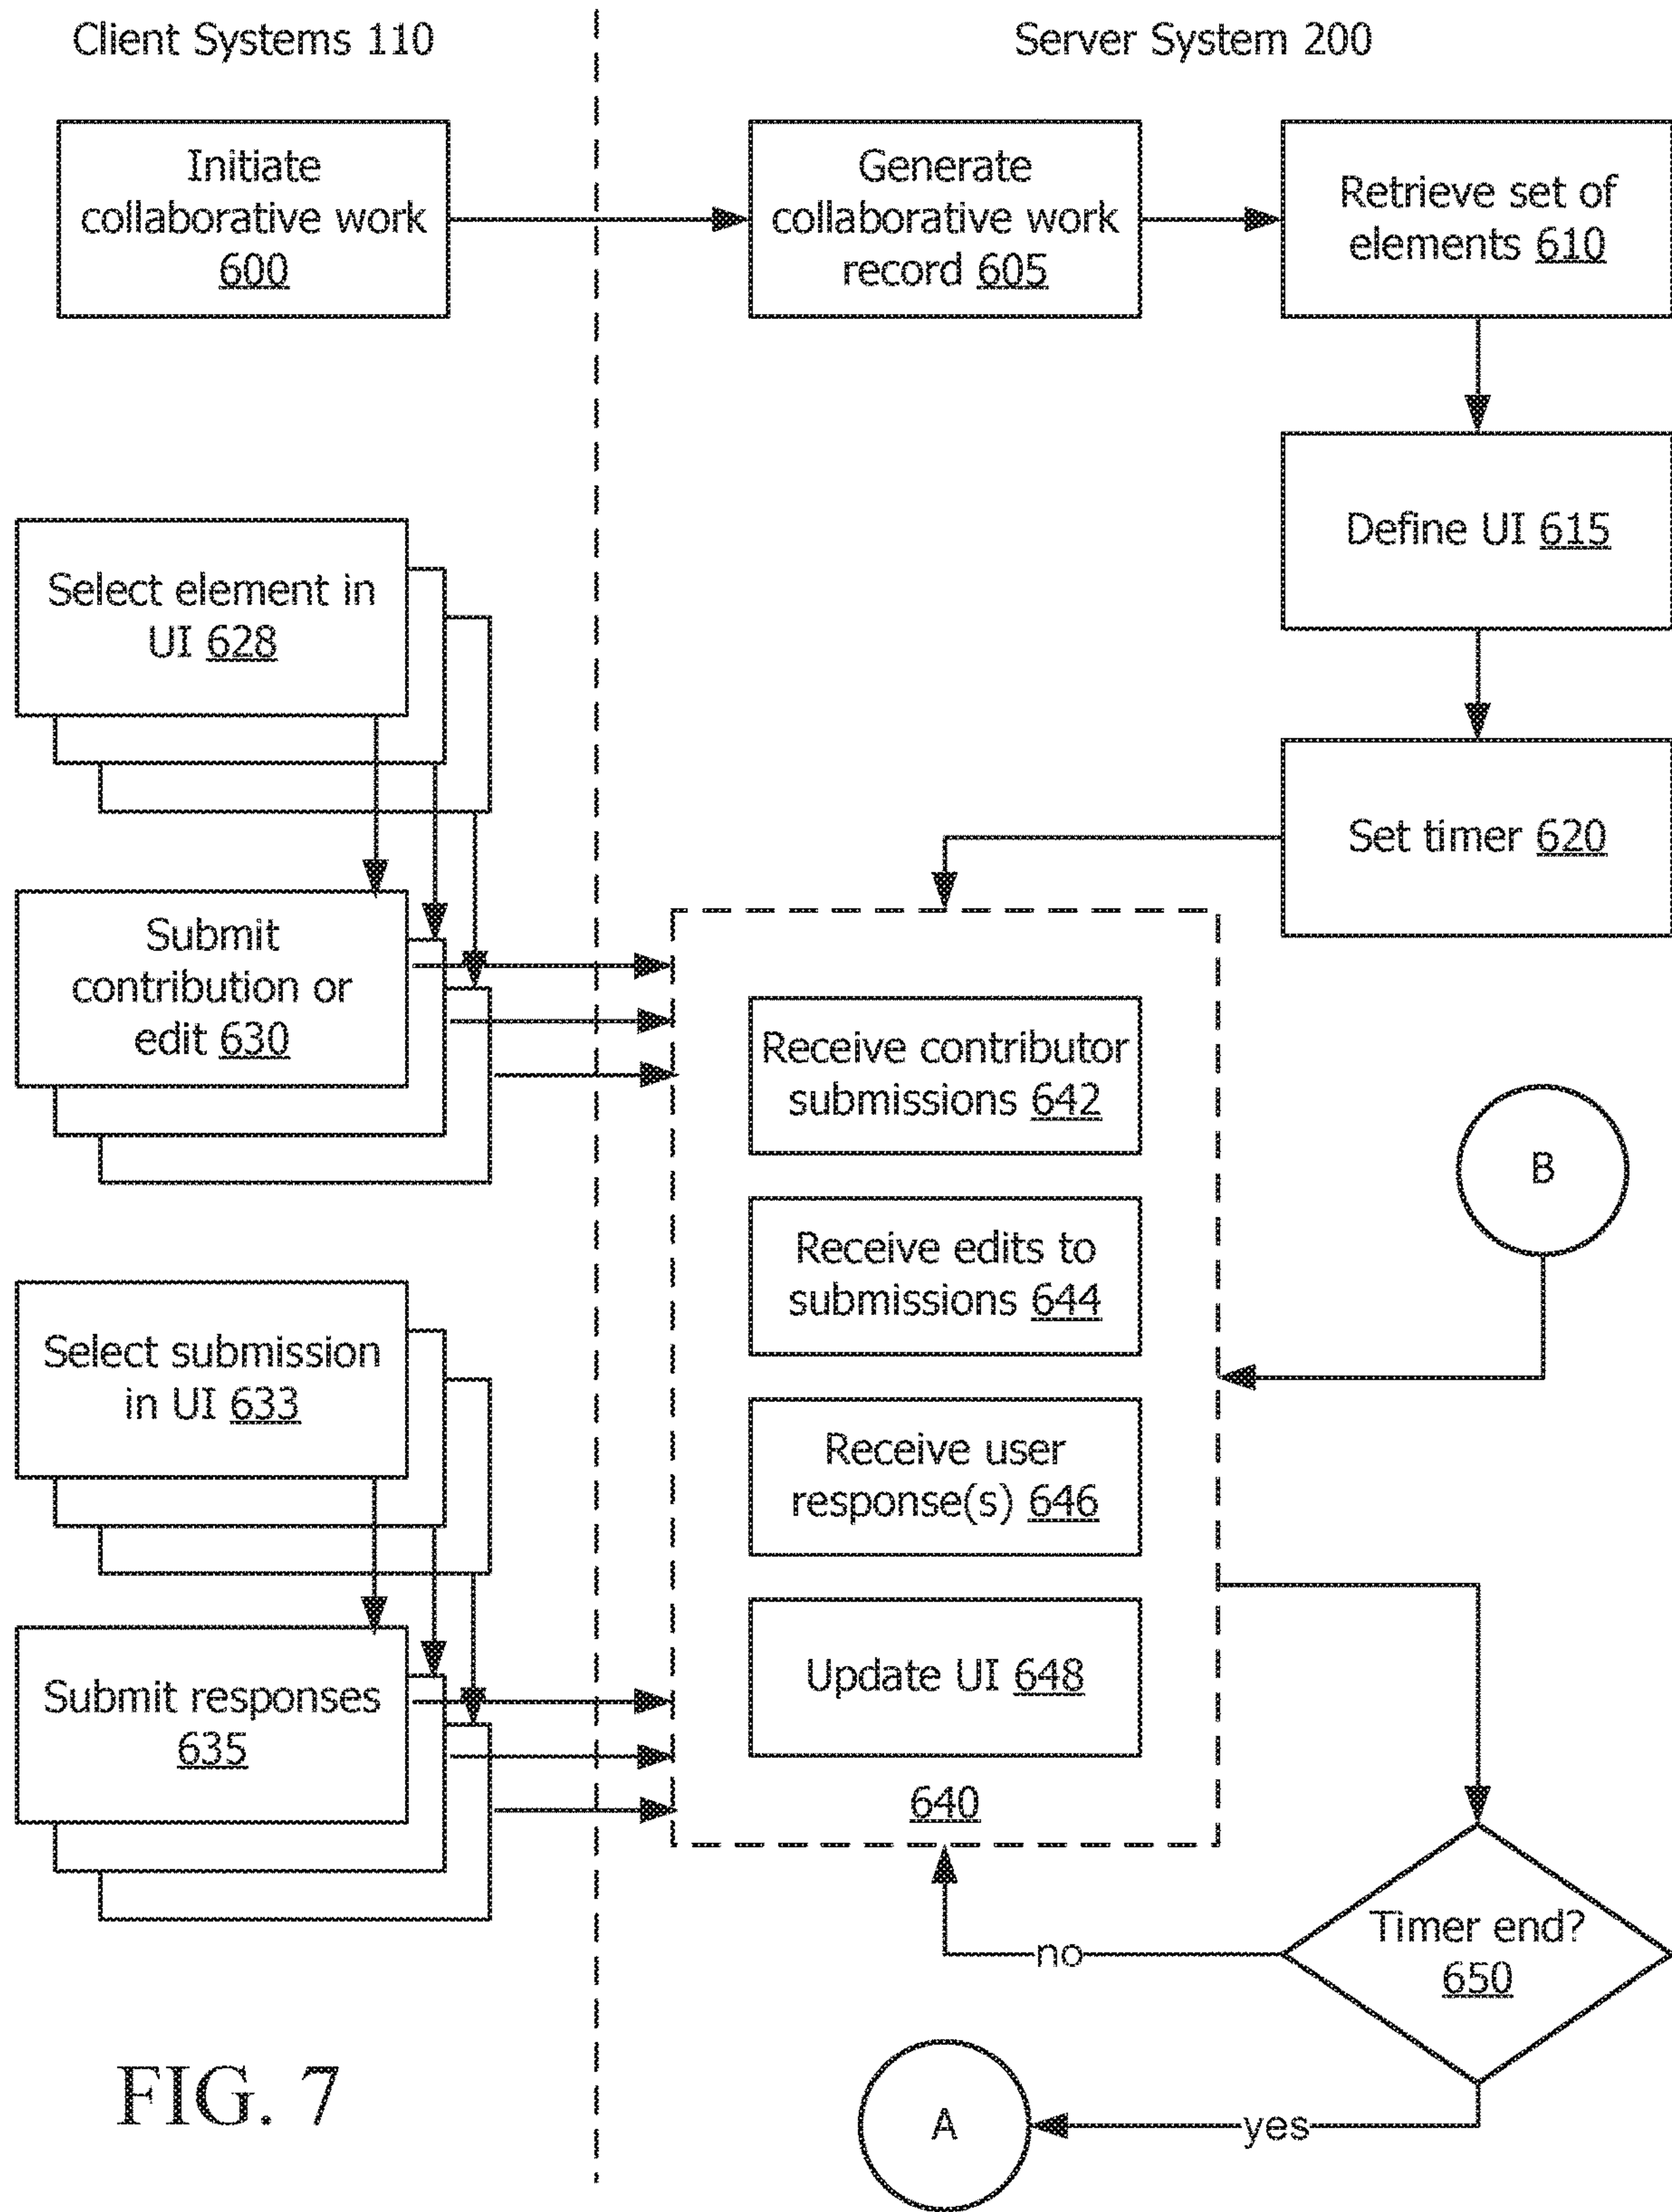 Client Systems 110
Server System 200
Initiate
collaborative work
600
Generate
collaborative work
record 605
Retrieve set of
elements 610
Define UI 615
Select element in
UI 628
Set timer 620
Submit
contribution or
edit 630
Receive contributor
submissions 642
B
Receive edits to
submissions 644
Select submission
in UI 633
Receive user
response(s) 646
Submit responses
635
Update UI 648
640
Timer end?
650
no
yes
A
FIG. 7